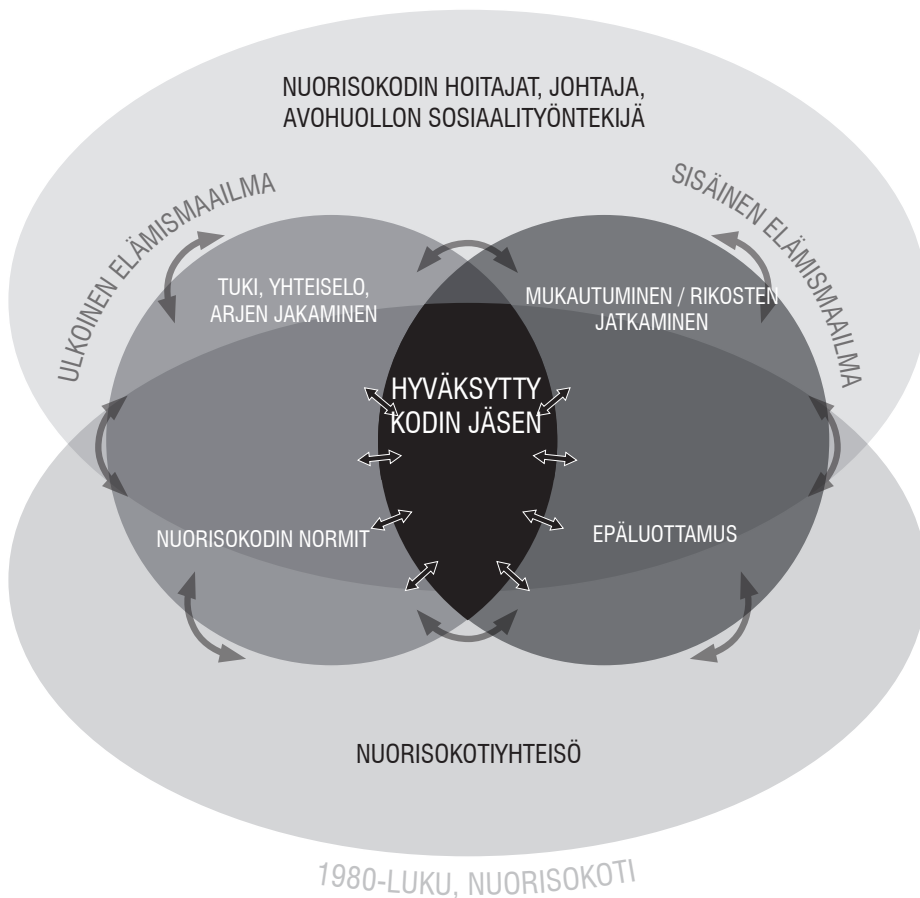 NUORISOKODIN HOITAJAT, JOHTAJA,
AVOHUOLLON SOSIAALITYÖNTEKIJÄ
ULKOINEN ELÄMISMAAILMA
SISÄINEN ELÄMISMAAILMA
TUKI, YHTEISELO,
ARJEN JAKAMINEN
MUKAUTUMINEN / RIKOSTEN
JATKAMINEN
HYVÄKSYTTY
KODIN JÄSEN
NUORISOKODIN NORMIT
EPÄLUOTTAMUS
NUORISOKOTIYHTEISÖ
1980-LUKU, NUORISOKOTI